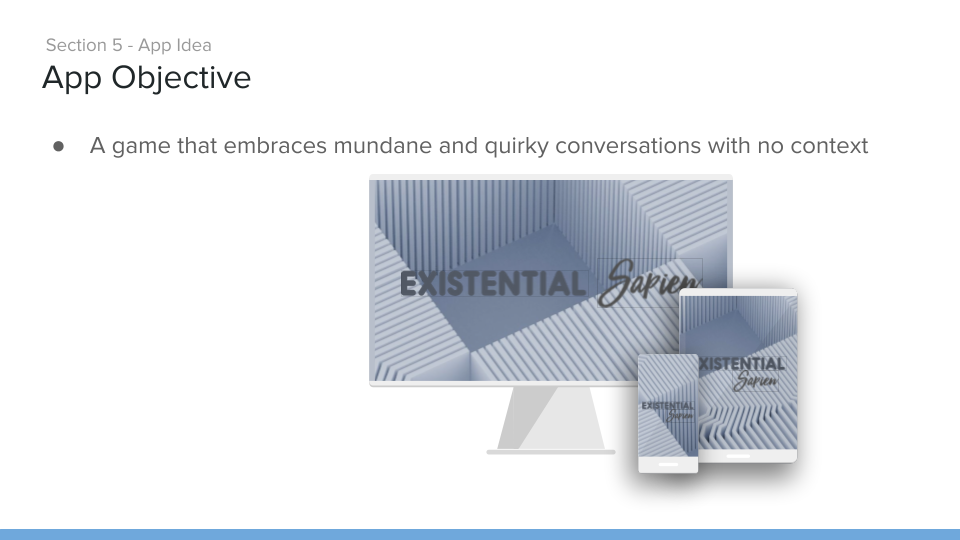 Section 5 - App Idea
App Objective
● A game that embraces mundane and quirky conversations with no context
EXISTENTIAL Sapien
XISTENTIAL
Sapien
EXISTENTIAL
Sapien